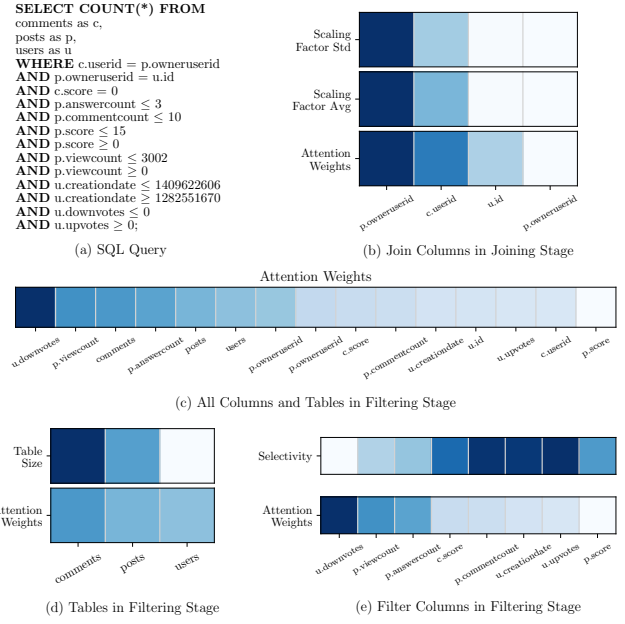 SELECT COUNT(*) FROM
comments as c,
posts as p,
users as u
WHERE c.userid = p.owneruserid
AND p.owneruserid = u.id
AND c.score = 0
AND p.answercount ≤ 3
AND p.commentcount ≤ 10
AND p.score ≤ 15
AND p.score ≥ 0
AND p.viewcount ≤ 3002
AND p.viewcount ≥ 0
AND u.creationdate ≤ 1409622606
AND u.creationdate ≥ 1282551670
AND u.downvotes ≤ 0
AND u.upvotes ≥ 0;
(a) SQL Query
Scaling
Factor Std
Scaling
Factor Avg
Attention
Weights
p.owneruserid
c.userid
u.id
p.owneruserid
(b) Join Columns in Joining Stage
Attention Weights
u.downvotes
p.viewcount
comments
p.answercount
posts
users
p.owneruserid
p.owneruserid
c.score
p.commentcount
u.creationdate
u.id
u.upvotes
c.userid
p.score
(c) All Columns and Tables in Filtering Stage
Table
Size
ttention
Weights
comments
posts
users
(d) Tables in Filtering Stage
Selectivity
Attention
Weights
u.downvotes
p.viewcount
p.answercount
c.score
p.commentcount
u.creationdate
u.upvotes
p.score
(e) Filter Columns in Filtering Stage